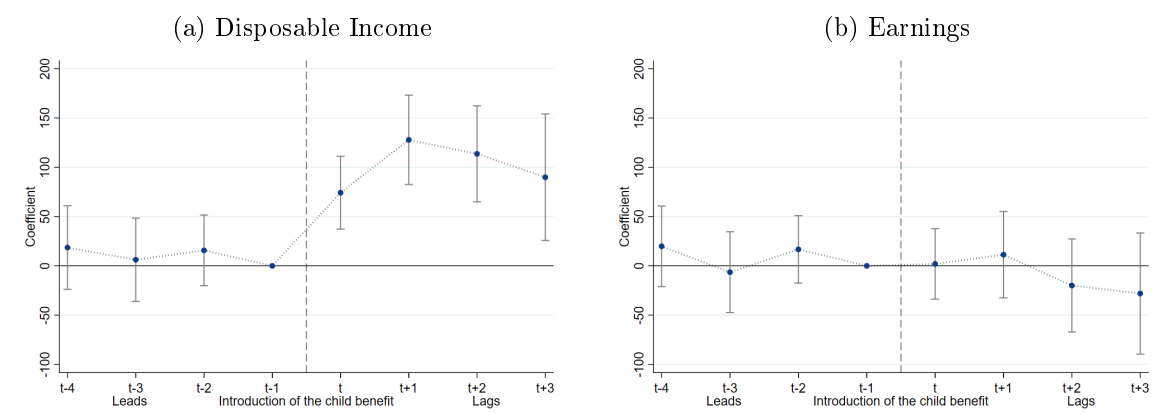 (a) Disposable Income
Coefficient
200
150
100
50
0
-50
-100
t-4 t-3 t-2 t-1 t t+1 t+2 t+3
Leads Introduction of the child benefit Lags
(b) Earnings
Coefficient
200
150
100
50
0
-50
-100
t-4 t-3 t-2 t-1 t t+1 t+2 t+3
Leads Introduction of the child benefit Lags